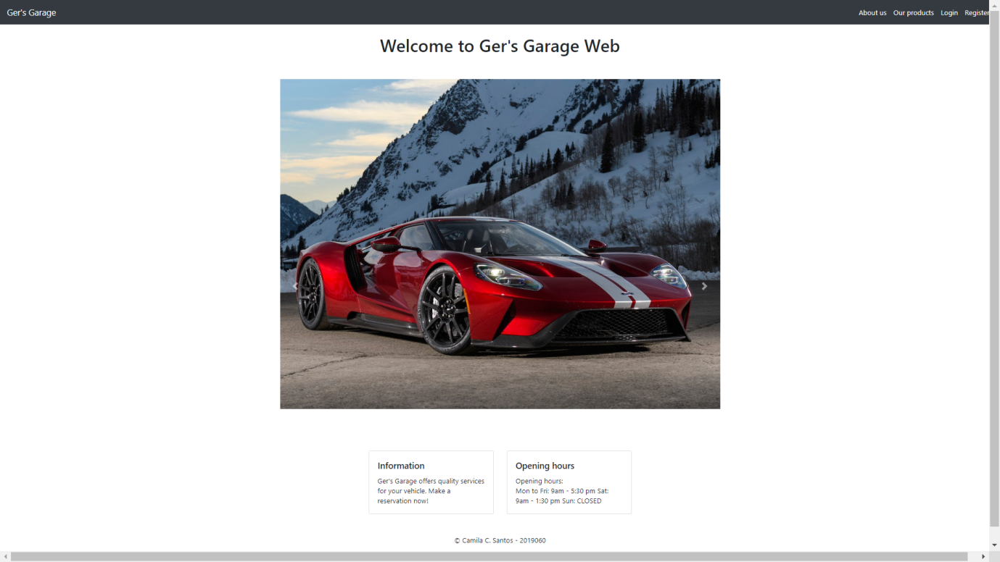 Ger's Garage
About us Our products Login Register
Welcome to Ger's Garage Web
Information
Ger's Garage offers quality services
for your vehicle. Make a
reservation now!
Opening hours
Opening hours:
Mon to Fri: 9am - 5:30 pm Sat:
9am - 1:30 pm Sun: CLOSED
© Camila C. Santos - 2019060